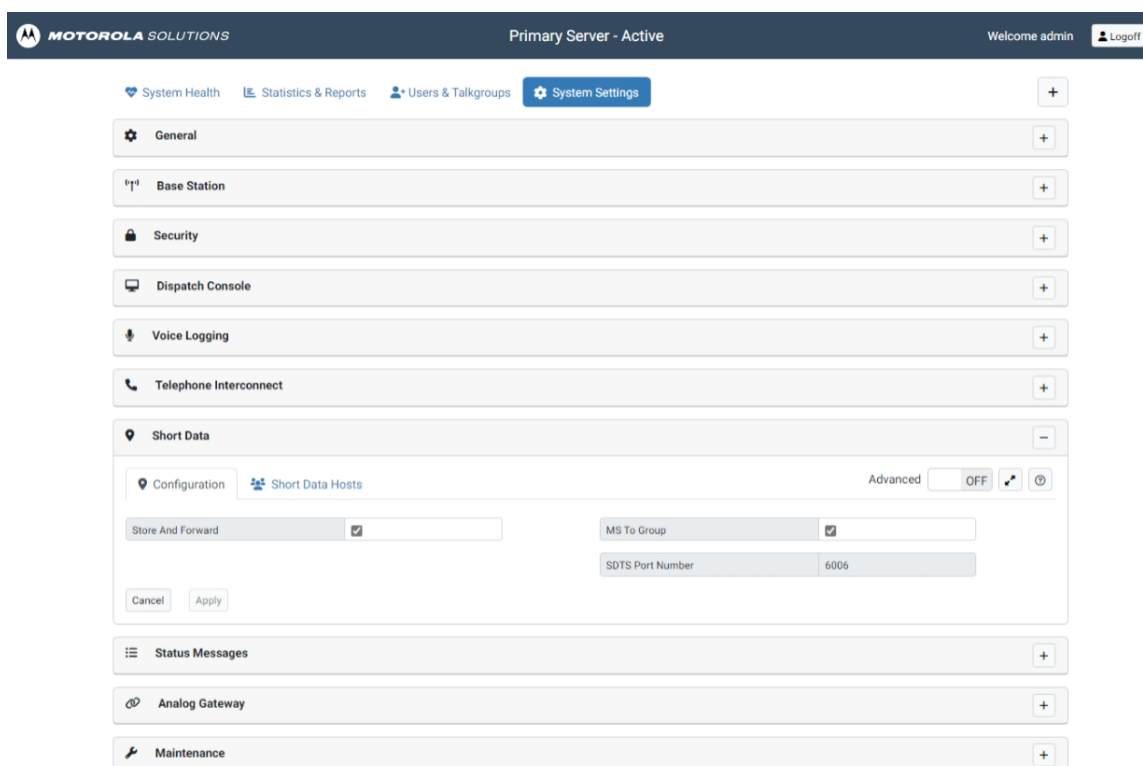 MOTOROLA SOLUTIONS Primary Server - Active Welcome admin Logoff
System Health Statistics & Reports Users & Talkgroups System Settings +
General +
Base Station +
Security +
Dispatch Console +
Voice Logging +
Telephone Interconnect +
Short Data −
Configuration Short Data Hosts Advanced OFF
Store And Forward MS To Group
SDTS Port Number 6006
Cancel Apply
Status Messages +
Analog Gateway +
Maintenance +